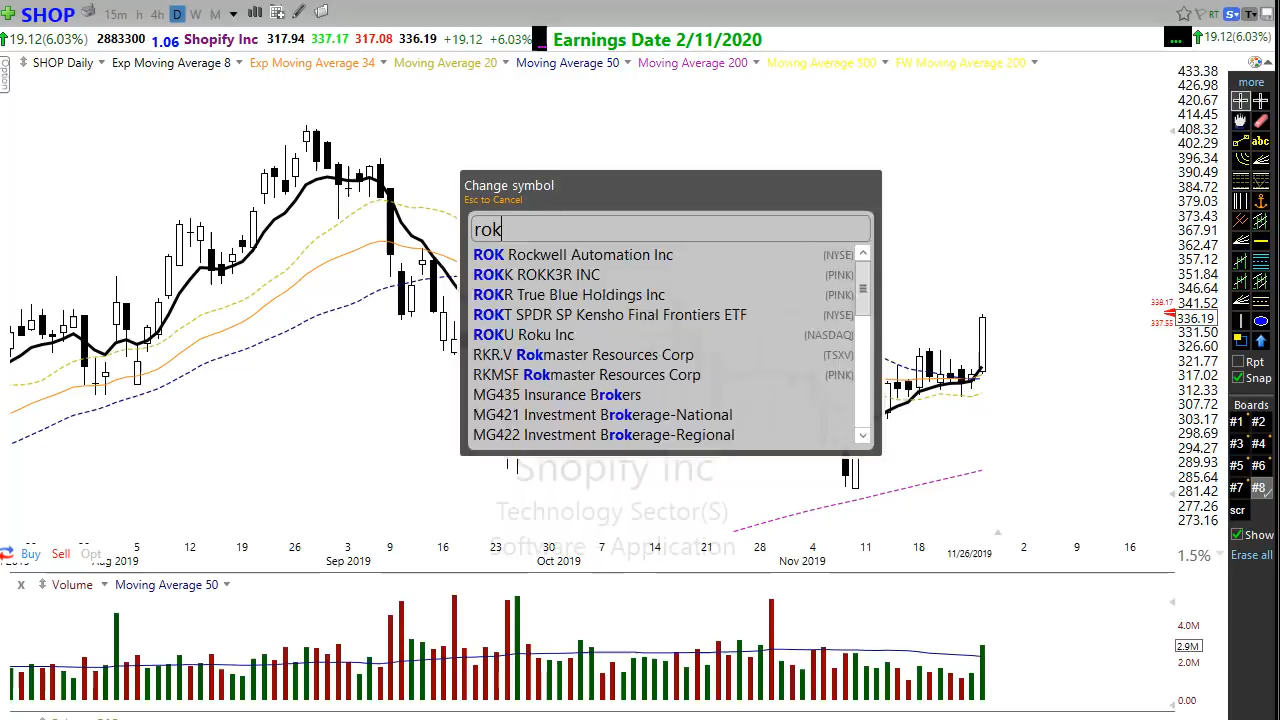 SHOP 15m h 4h D W M RT S T
19.12(6.03%) 2883300 1.06 Shopify Inc 317.94 337.17 317.08 336.19 +19.12 +6.03% Earnings Date 2/11/2020 ... 19.12(6.03%)
Option
SHOP Daily Exp Moving Average 8 Exp Moving Average 34 Moving Average 20 Moving Average 50 Moving Average 200 Moving Average 500 FW Moving Average 200
433.38
426.98
420.67
414.45
408.32
402.29
396.34
390.49
384.72
379.03
373.43
367.91
362.47
357.12
351.84
346.64
341.52
338.17
336.19
337.55
331.50
326.60
321.77
317.02
312.33
307.72
303.17
298.69
294.27
289.93
285.64
281.42
277.26
273.16
more
abc
Rpt
Snap
Boards
#1 #2
#3 #4
#5 #6
#7 #8
scr
Show
Erase all
Change symbol
Esc to Cancel
rok
ROK Rockwell Automation Inc (NYSE)
ROKK ROKK3R INC (PINK)
ROKR True Blue Holdings Inc (PINK)
ROKT SPDR SP Kensho Final Frontiers ETF (NYSE)
ROKU Roku Inc (NASDAQ)
RKR.V Rokmaster Resources Corp (TSXV)
RKMSF Rokmaster Resources Corp (PINK)
MG435 Insurance Brokers
MG421 Investment Brokerage-National
MG422 Investment Brokerage-Regional
Shopify Inc
Technology Sector(S)
Software Application
Buy Sell Opt
5 12 19 26 3 9 16 23 30 7 14 21 28 4 11 18 11/26/2019 2 9 16
Aug 2019 Sep 2019 Oct 2019 Nov 2019
1.5%
x Volume Moving Average 50
4.0M
2.9M
2.0M
0.00